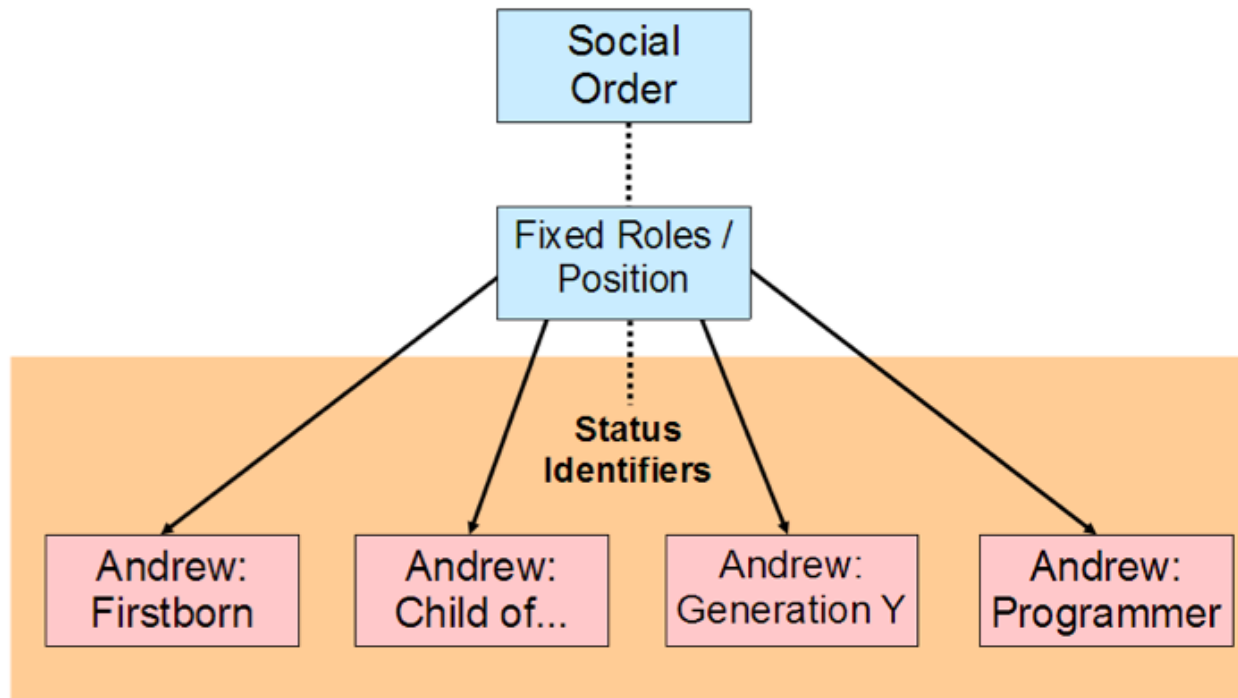 Social
Order
Fixed Roles /
Position
Status
Identifiers
Andrew:
Firstborn
Andrew:
Child of...
Andrew:
Generation Y
Andrew:
Programmer